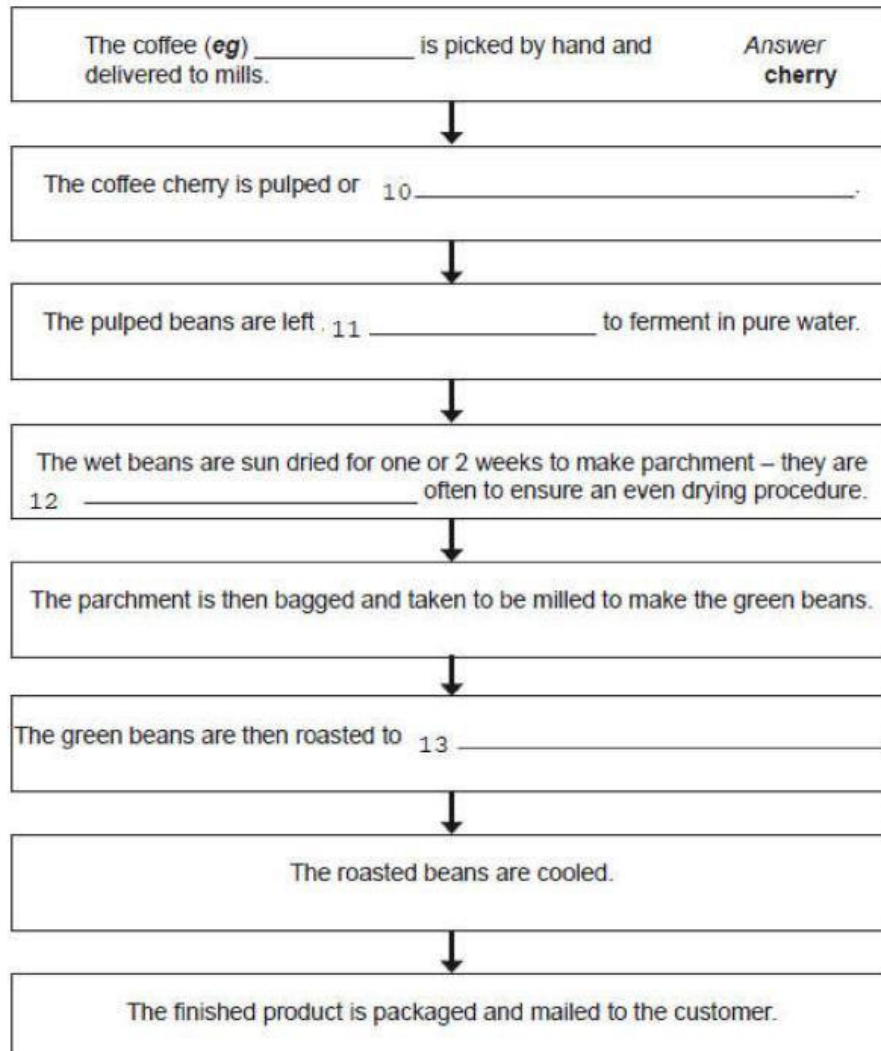 The coffee (eg) ____________ is picked by hand and Answer
delivered to mills. cherry
The coffee cherry is pulped or 10 ____________.
The pulped beans are left . 11 ____________ to ferment in pure water.
The wet beans are sun dried for one or 2 weeks to make parchment – they are
12 ____________ often to ensure an even drying procedure.
The parchment is then bagged and taken to be milled to make the green beans.
The green beans are then roasted to 13 ____________
The roasted beans are cooled.
The finished product is packaged and mailed to the customer.